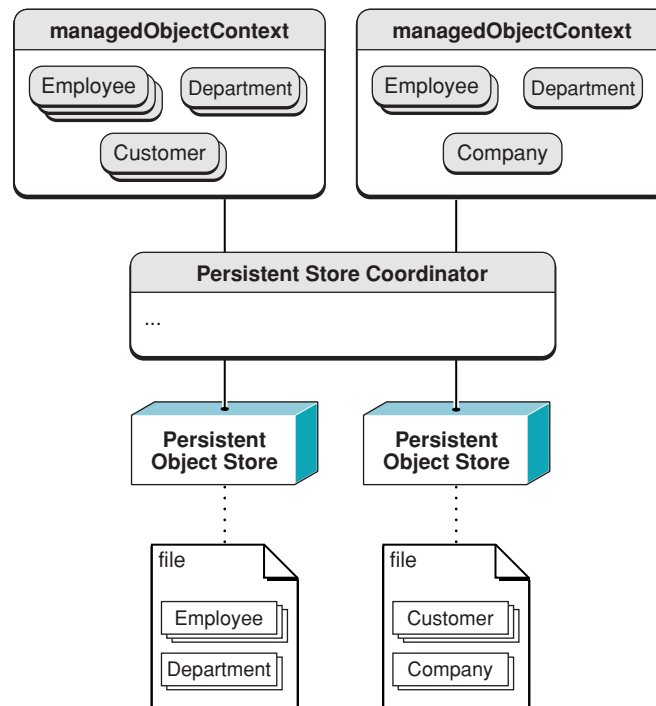 managedObjectContext
Employee
Department
Customer
managedObjectContext
Employee
Department
Company
Persistent Store Coordinator
...
Persistent
Object Store
Persistent
Object Store
file
Employee
Department
file
Customer
Company